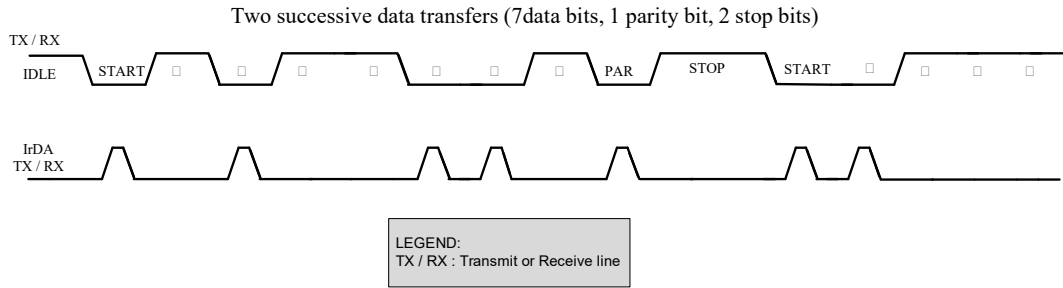 Two successive data transfers (7data bits, 1 parity bit, 2 stop bits)
TX / RX
IDLE START □ □ □ □ □ □ □ PAR STOP START □ □ □ □
IrDA
TX / RX
LEGEND:
TX / RX : Transmit or Receive line